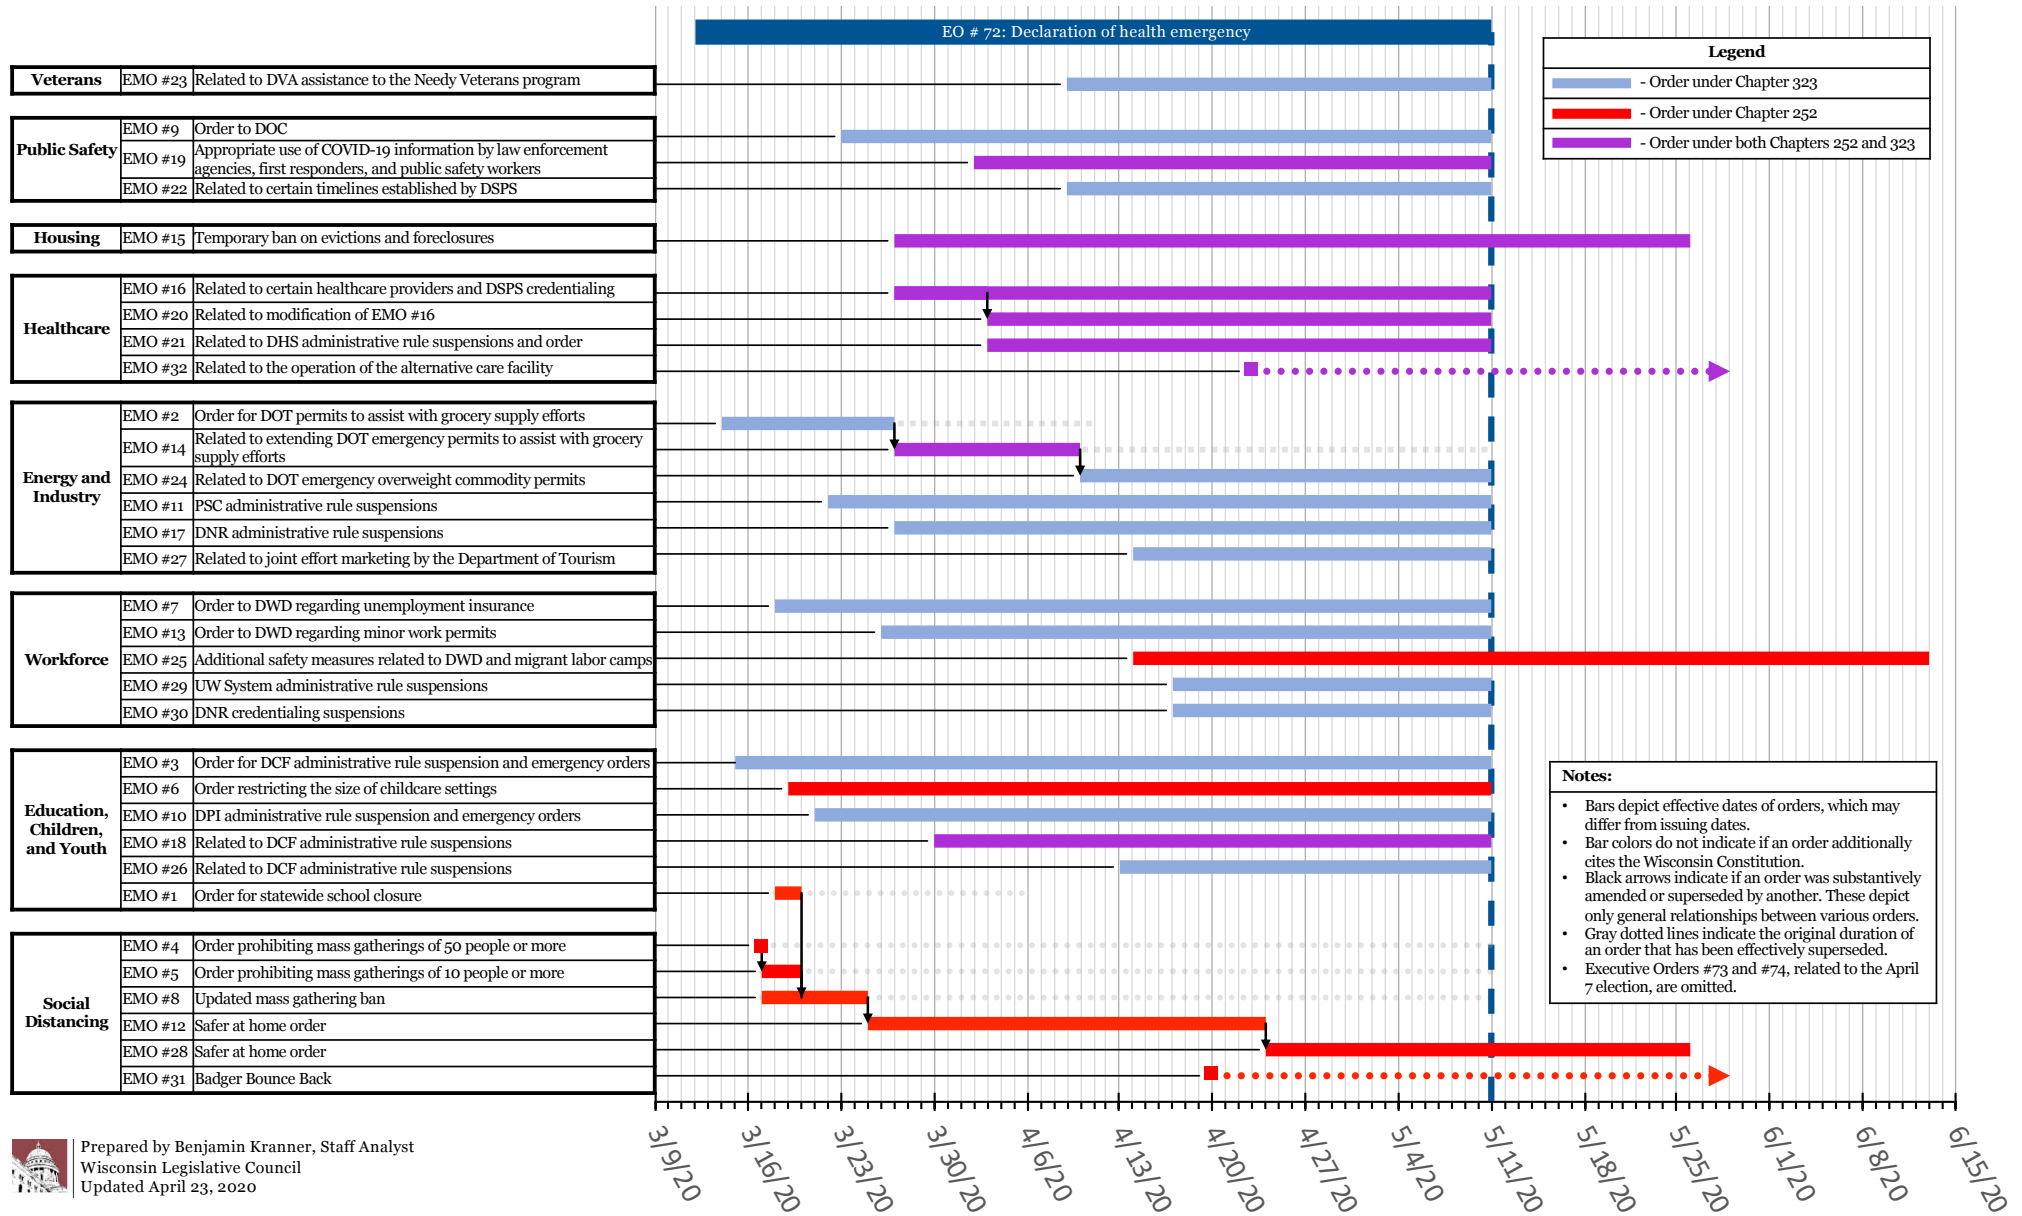 EO # 72: Declaration of health emergency
Legend
- Order under Chapter 323
- Order under Chapter 252
- Order under both Chapters 252 and 323
Veterans
EMO #23 Related to DVA assistance to the Needy Veterans program
Public Safety
EMO #9 Order to DOC
EMO #19 Appropriate use of COVID-19 information by law enforcement
agencies, first responders, and public safety workers
EMO #22 Related to certain timelines established by DSPS
Housing
EMO #15 Temporary ban on evictions and foreclosures
Healthcare
EMO #16 Related to certain healthcare providers and DSPS credentialing
EMO #20 Related to modification of EMO #16
EMO #21 Related to DHS administrative rule suspensions and order
EMO #32 Related to the operation of the alternative care facility
Energy and
Industry
EMO #2 Order for DOT permits to assist with grocery supply efforts
EMO #14 Related to extending DOT emergency permits to assist with grocery
supply efforts
EMO #24 Related to DOT emergency overweight commodity permits
EMO #11 PSC administrative rule suspensions
EMO #17 DNR administrative rule suspensions
EMO #27 Related to joint effort marketing by the Department of Tourism
Workforce
EMO #7 Order to DWD regarding unemployment insurance
EMO #13 Order to DWD regarding minor work permits
EMO #25 Additional safety measures related to DWD and migrant labor camps
EMO #29 UW System administrative rule suspensions
EMO #30 DNR credentialing suspensions
Education,
Children,
and Youth
EMO #3 Order for DCF administrative rule suspension and emergency orders
EMO #6 Order restricting the size of childcare settings
EMO #10 DPI administrative rule suspension and emergency orders
EMO #18 Related to DCF administrative rule suspensions
EMO #26 Related to DCF administrative rule suspensions
EMO #1 Order for statewide school closure
Social
Distancing
EMO #4 Order prohibiting mass gatherings of 50 people or more
EMO #5 Order prohibiting mass gatherings of 10 people or more
EMO #8 Updated mass gathering ban
EMO #12 Safer at home order
EMO #28 Safer at home order
EMO #31 Badger Bounce Back
Notes:
• Bars depict effective dates of orders, which may
differ from issuing dates.
• Bar colors do not indicate if an order additionally
cites the Wisconsin Constitution.
• Black arrows indicate if an order was substantively
amended or superseded by another. These depict
only general relationships between various orders.
• Gray dotted lines indicate the original duration of
an order that has been effectively superseded.
• Executive Orders #73 and #74, related to the April
7 election, are omitted.
3/9/20 3/16/20 3/23/20 3/30/20 4/6/20 4/13/20 4/20/20 4/27/20 5/4/20 5/11/20 5/18/20 5/25/20 6/1/20 6/8/20 6/15/20
Prepared by Benjamin Kranner, Staff Analyst
Wisconsin Legislative Council
Updated April 23, 2020